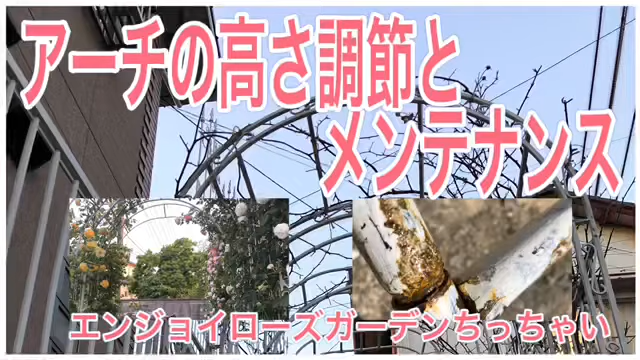 アーチの高さ調節と
メンテナンス
エンジョイローズガーデンちっちゃい